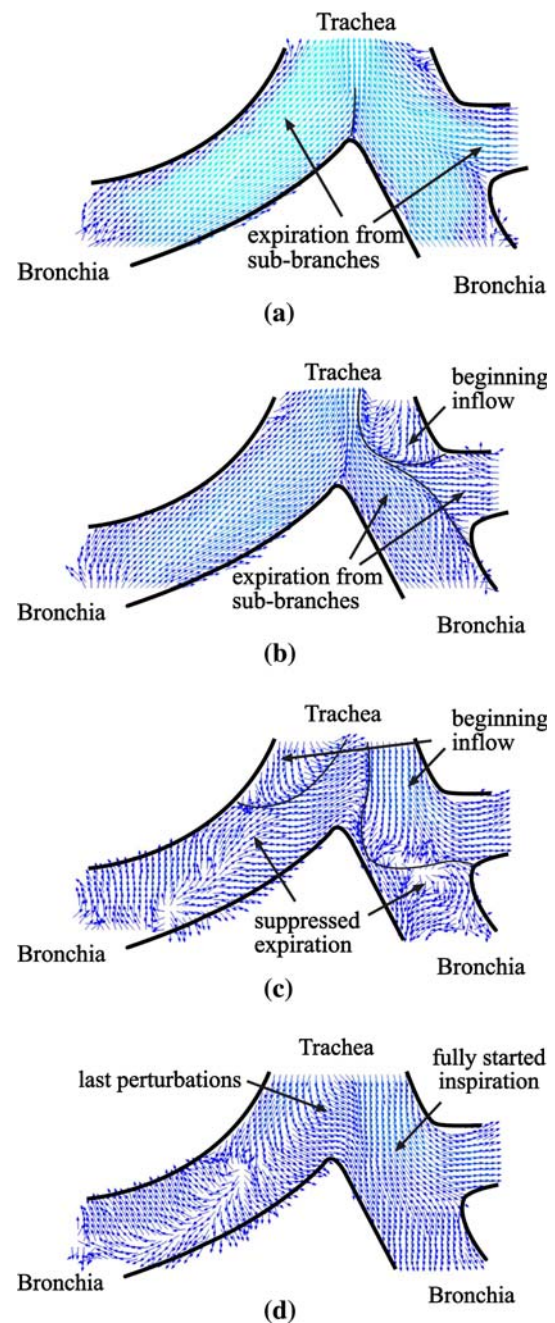 Trachea
expiration from
sub-branches
Bronchia
Bronchia
(a)
Trachea
beginning
inflow
expiration from
sub-branches
Bronchia
Bronchia
(b)
Trachea
beginning
inflow
suppressed
expiration
Bronchia
Bronchia
(c)
Trachea
last perturbations
fully started
inspiration
Bronchia
Bronchia
(d)